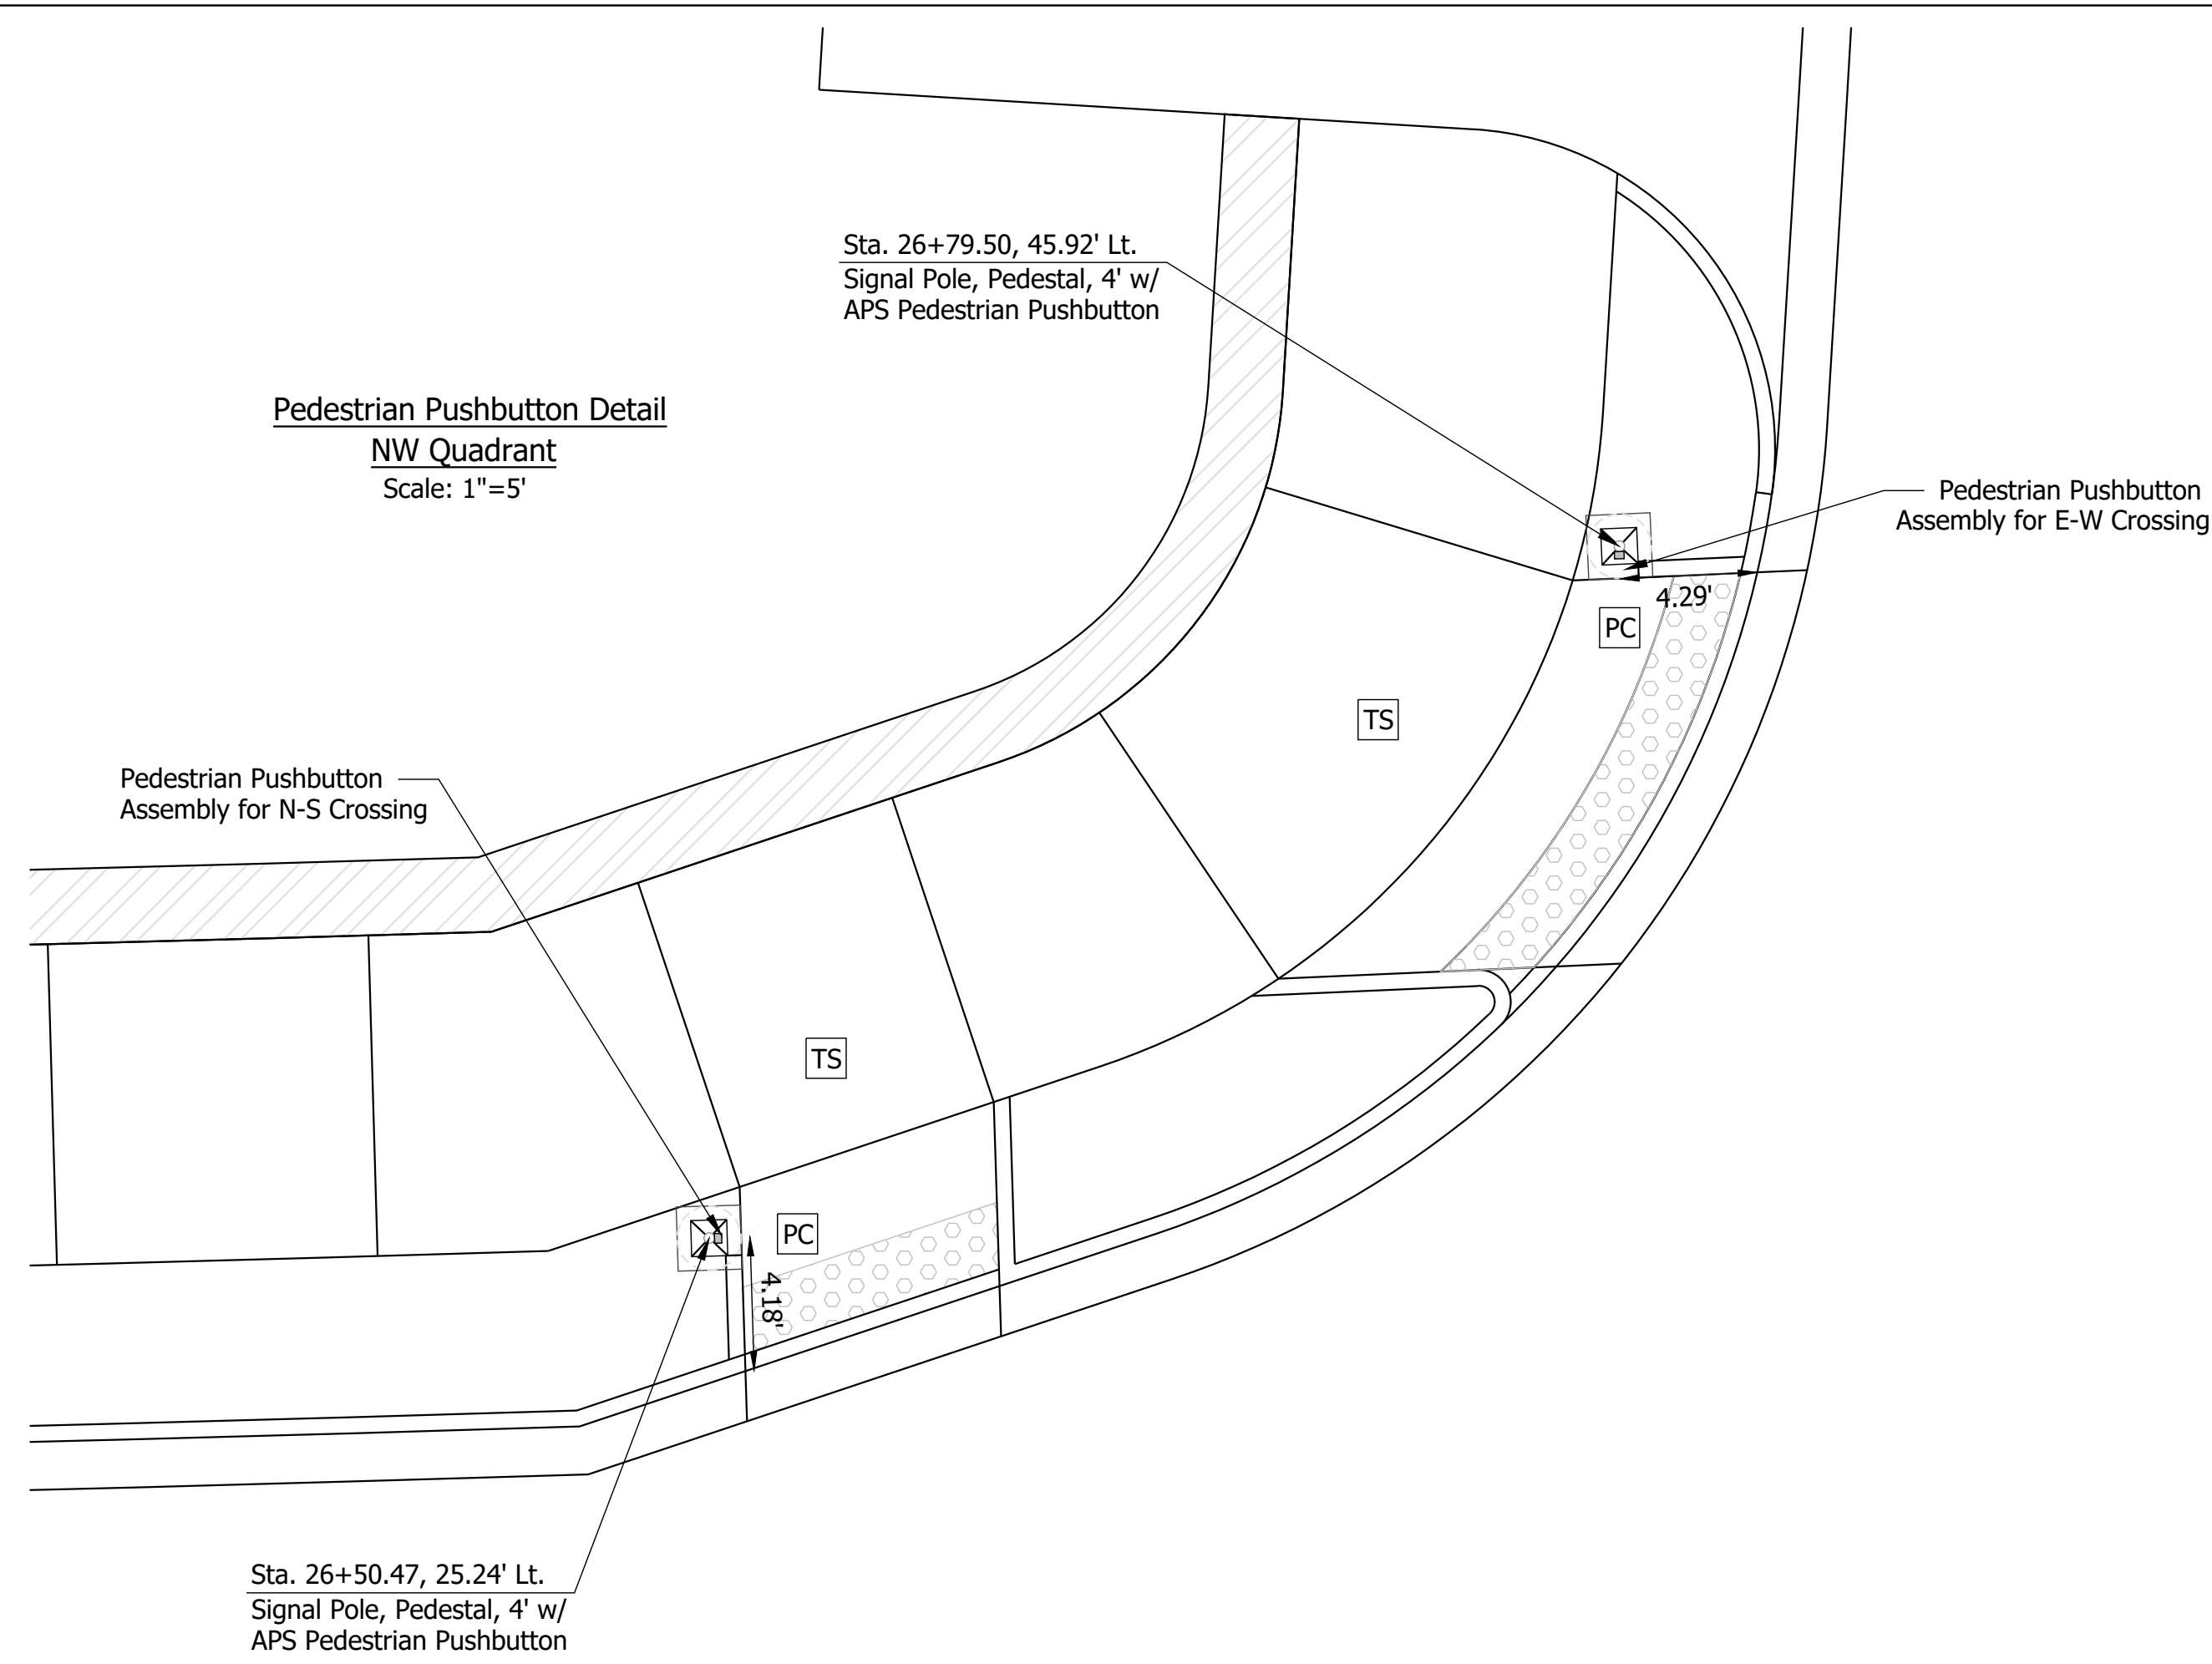 Sta. 26+79.50, 45.92' Lt.
Signal Pole, Pedestal, 4' w/
APS Pedestrian Pushbutton
Pedestrian Pushbutton Detail
NW Quadrant
Scale: 1"=5'
Pedestrian Pushbutton
Assembly for E-W Crossing
4.29'
PC
TS
Pedestrian Pushbutton
Assembly for N-S Crossing
TS
PC
4.18'
Sta. 26+50.47, 25.24' Lt.
Signal Pole, Pedestal, 4' w/
APS Pedestrian Pushbutton